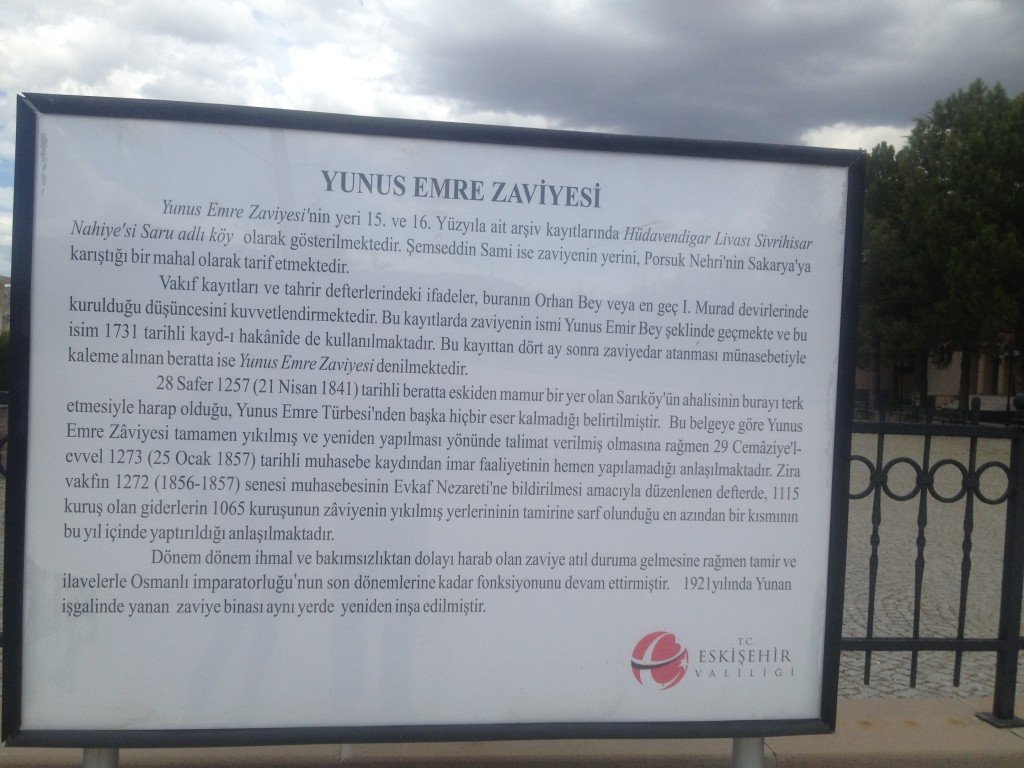 YUNUS EMRE ZAVİYESİ
Yunus Emre Zaviyesi'nin yeri 15. ve 16. Yüzyıla ait arşiv kayıtlarında Hüdavendigar Livası Sivrihisar
Nahiye'si Saru adlı köy olarak gösterilmektedir. Şemseddin Sami ise zaviyenin yerini, Porsuk Nehri'nin Sakarya'ya
karıştığı bir mahal olarak tarif etmektedir.
Vakıf kayıtları ve tahrir defterlerindeki ifadeler, buranın Orhan Bey veya en geç I. Murad devirlerinde
kurulduğu düşüncesini kuvvetlendirmektedir. Bu kayıtlarda zaviyenin ismi Yunus Emir Bey şeklinde geçmekte ve bu
isim 1731 tarihli kayd-ı hakânîde de kullanılmaktadır. Bu kayıttan dört ay sonra zaviyedar atanması münasebetiyle
kaleme alınan beratta ise Yunus Emre Zaviyesi denilmektedir.
28 Safer 1257 (21 Nisan 1841) tarihli beratta eskiden mamur bir yer olan Sarıköy'ün ahalisinin burayı terk
etmesiyle harap olduğu, Yunus Emre Türbesi'nden başka hiçbir eser kalmadığı belirtilmiştir. Bu belgeye göre Yunus
Emre Zâviyesi tamamen yıkılmış ve yeniden yapılması yönünde talimat verilmiş olmasına rağmen 29 Cemâziye'l-
evvel 1273 (25 Ocak 1857) tarihli muhasebe kaydından imar faaliyetinin hemen yapılamadığı anlaşılmaktadır. Zira
vakfın 1272 (1856-1857) senesi muhasebesinin Evkaf Nezareti'ne bildirilmesi amacıyla düzenlenen defterde, 1115
kuruş olan giderlerin 1065 kuruşunun zâviyenin yıkılmış yerlerininin tamirine sarf olunduğu en azından bir kısmının
bu yıl içinde yaptırıldığı anlaşılmaktadır.
Dönem dönem ihmal ve bakımsızlıktan dolayı harab olan zaviye atıl duruma gelmesine rağmen tamir ve
ilavelerle Osmanlı imparatorluğu'nun son dönemlerine kadar fonksiyonunu devam ettirmiştir. 1921yılında Yunan
işgalinde yanan zaviye binası aynı yerde yeniden inşa edilmiştir.
T.C.
ESKİŞEHİR
VALİLİĞİ